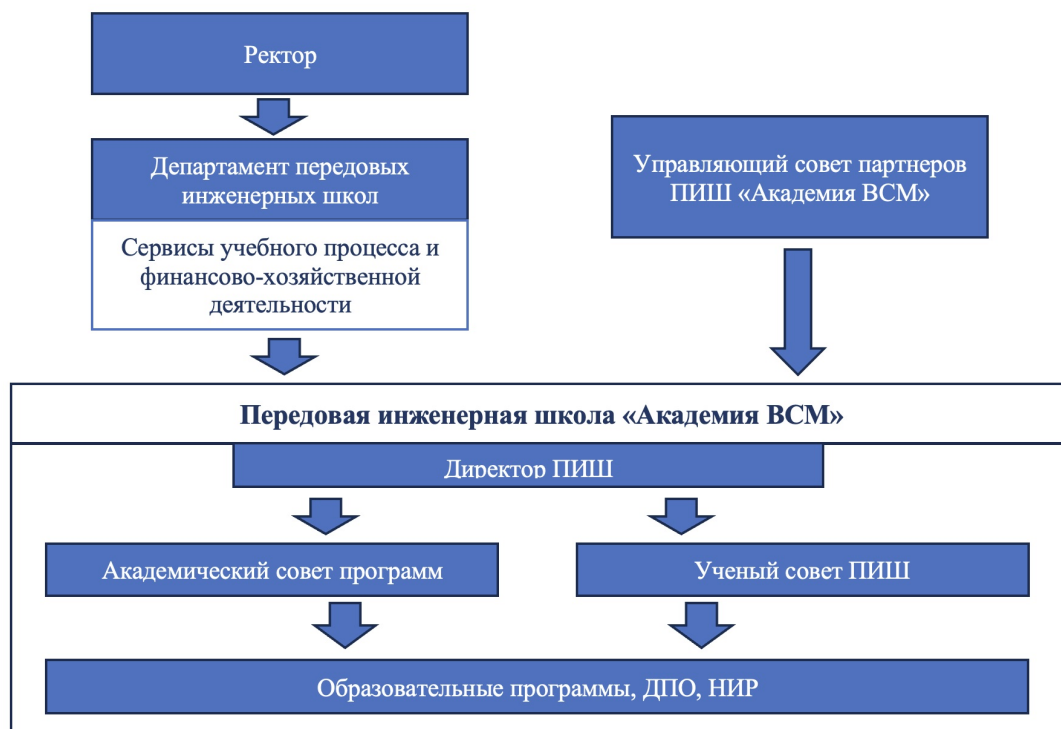 Ректор
Департамент передовых
инженерных школ
Сервисы учебного процесса и
финансово-хозяйственной
деятельности
Управляющий совет партнеров
ПИШ «Академия ВСМ»
Передовая инженерная школа «Академия ВСМ»
Директор ПИШ
Академический совет программ
Ученый совет ПИШ
Образовательные программы, ДПО, НИР